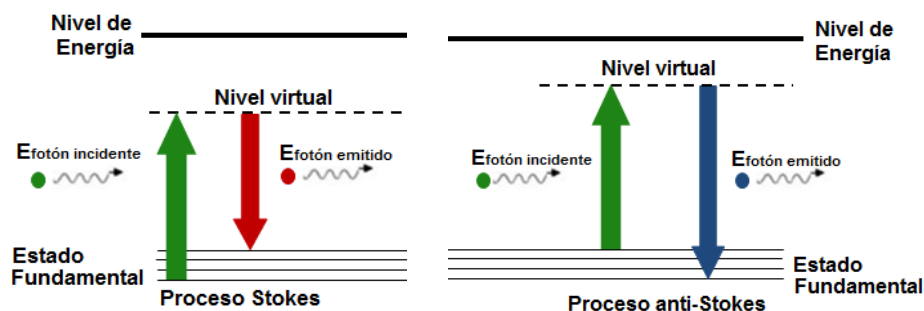 Nivel de
Energía
Nivel virtual
Efotón incidente
Efotón emitido
Estado
Fundamental
Proceso Stokes
Nivel de
Energía
Nivel virtual
Efotón incidente
Efotón emitido
Estado
Fundamental
Proceso anti-Stokes